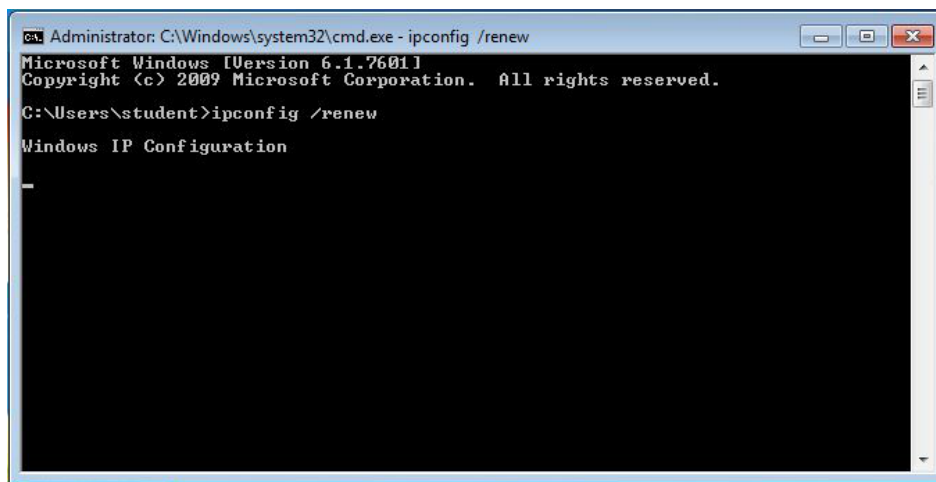 Administrator: C:\Windows\system32\cmd.exe - ipconfig /renew
Microsoft Windows [Version 6.1.7601]
Copyright (c) 2009 Microsoft Corporation.  All rights reserved.
C:\Users\student>ipconfig /renew
Windows IP Configuration